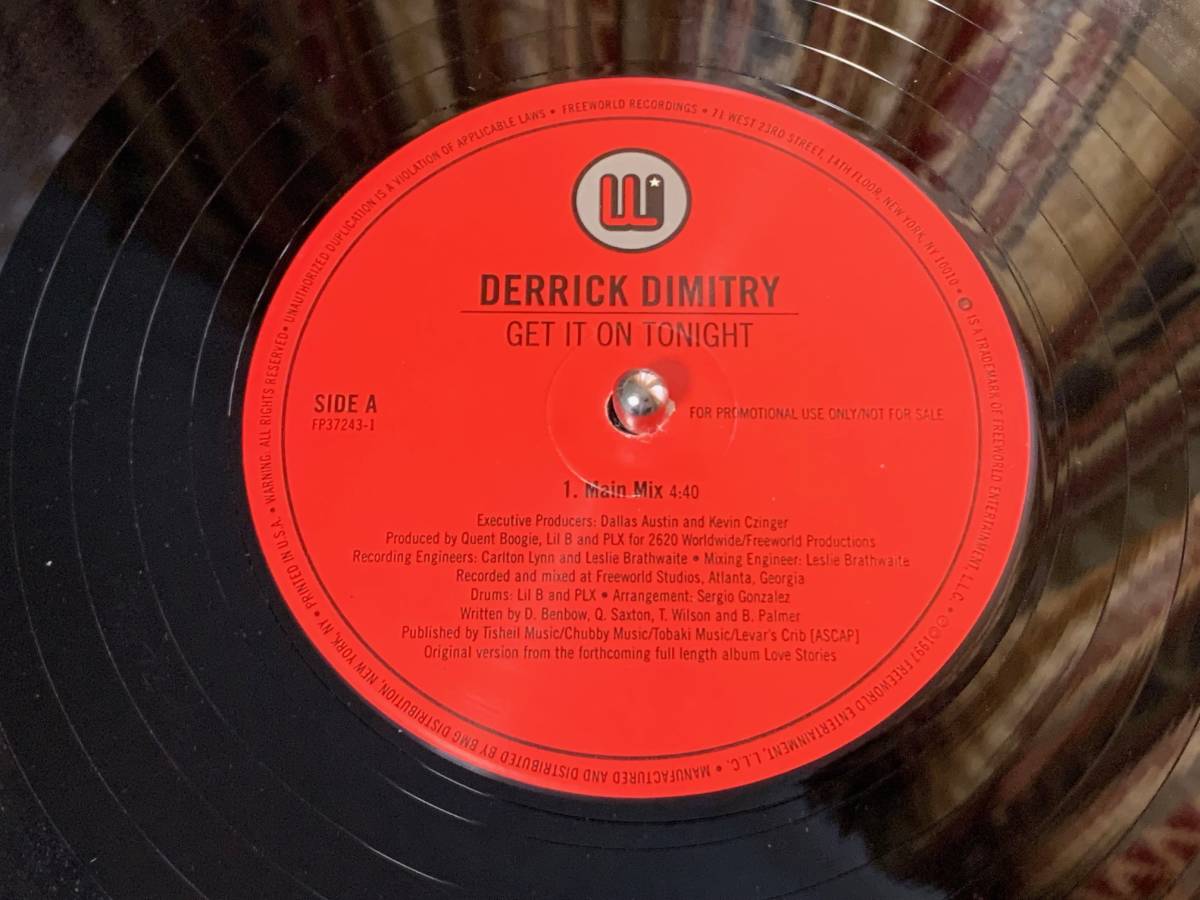 DERRICK DIMITRY
GET IT ON TONIGHT
SIDE A
FP37243-1
FOR PROMOTIONAL USE ONLY/NOT FOR SALE
1. Main Mix 4:40
Executive Producers: Dallas Austin and Kevin Czinger
Produced by Quent Boogie, Lil B and PLX for 2620 Worldwide/Freeworld Productions
Recording Engineers: Carlton Lynn and Leslie Brathwaite • Mixing Engineer: Leslie Brathwaite
Recorded and mixed at Freeworld Studios, Atlanta, Georgia
Drums: Lil B and PLX • Arrangement: Sergio Gonzalez
Written by D. Benbow, Q. Saxton, T. Wilson and B. Palmer
Published by Tisheil Music/Chubby Music/Tobaki Music/Levar's Crib [ASCAP]
Original version from the forthcoming full length album Love Stories
• WARNING: ALL RIGHTS RESERVED • UNAUTHORIZED DUPLICATION IS A VIOLATION OF APPLICABLE LAWS • FREEWORLD RECORDINGS • 71 WEST 23RD STREET, 14TH FLOOR, NEW YORK, NY 10010 • IS A TRADEMARK OF FREEWORLD ENTERTAINMENT, L.L.C. • ℗©1997 FREEWORLD ENTERTAINMENT, L.L.C. • MANUFACTURED AND DISTRIBUTED BY BMG DISTRIBUTION, NEW YORK, NY • PRINTED IN U.S.A.